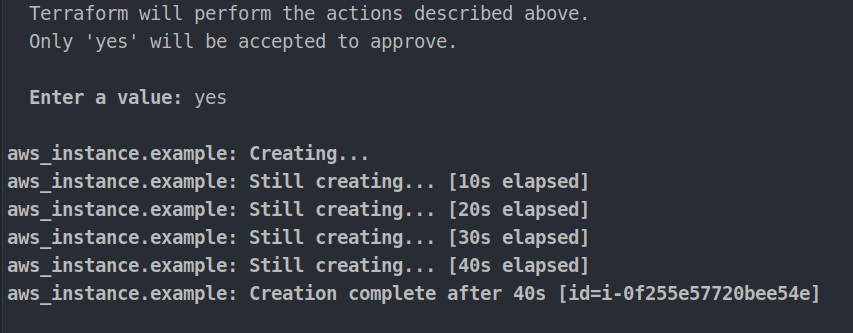 Terraform will perform the actions described above.
Only 'yes' will be accepted to approve.
Enter a value: yes
aws_instance.example: Creating...
aws_instance.example: Still creating... [10s elapsed]
aws_instance.example: Still creating... [20s elapsed]
aws_instance.example: Still creating... [30s elapsed]
aws_instance.example: Still creating... [40s elapsed]
aws_instance.example: Creation complete after 40s [id=i-0f255e57720bee54e]